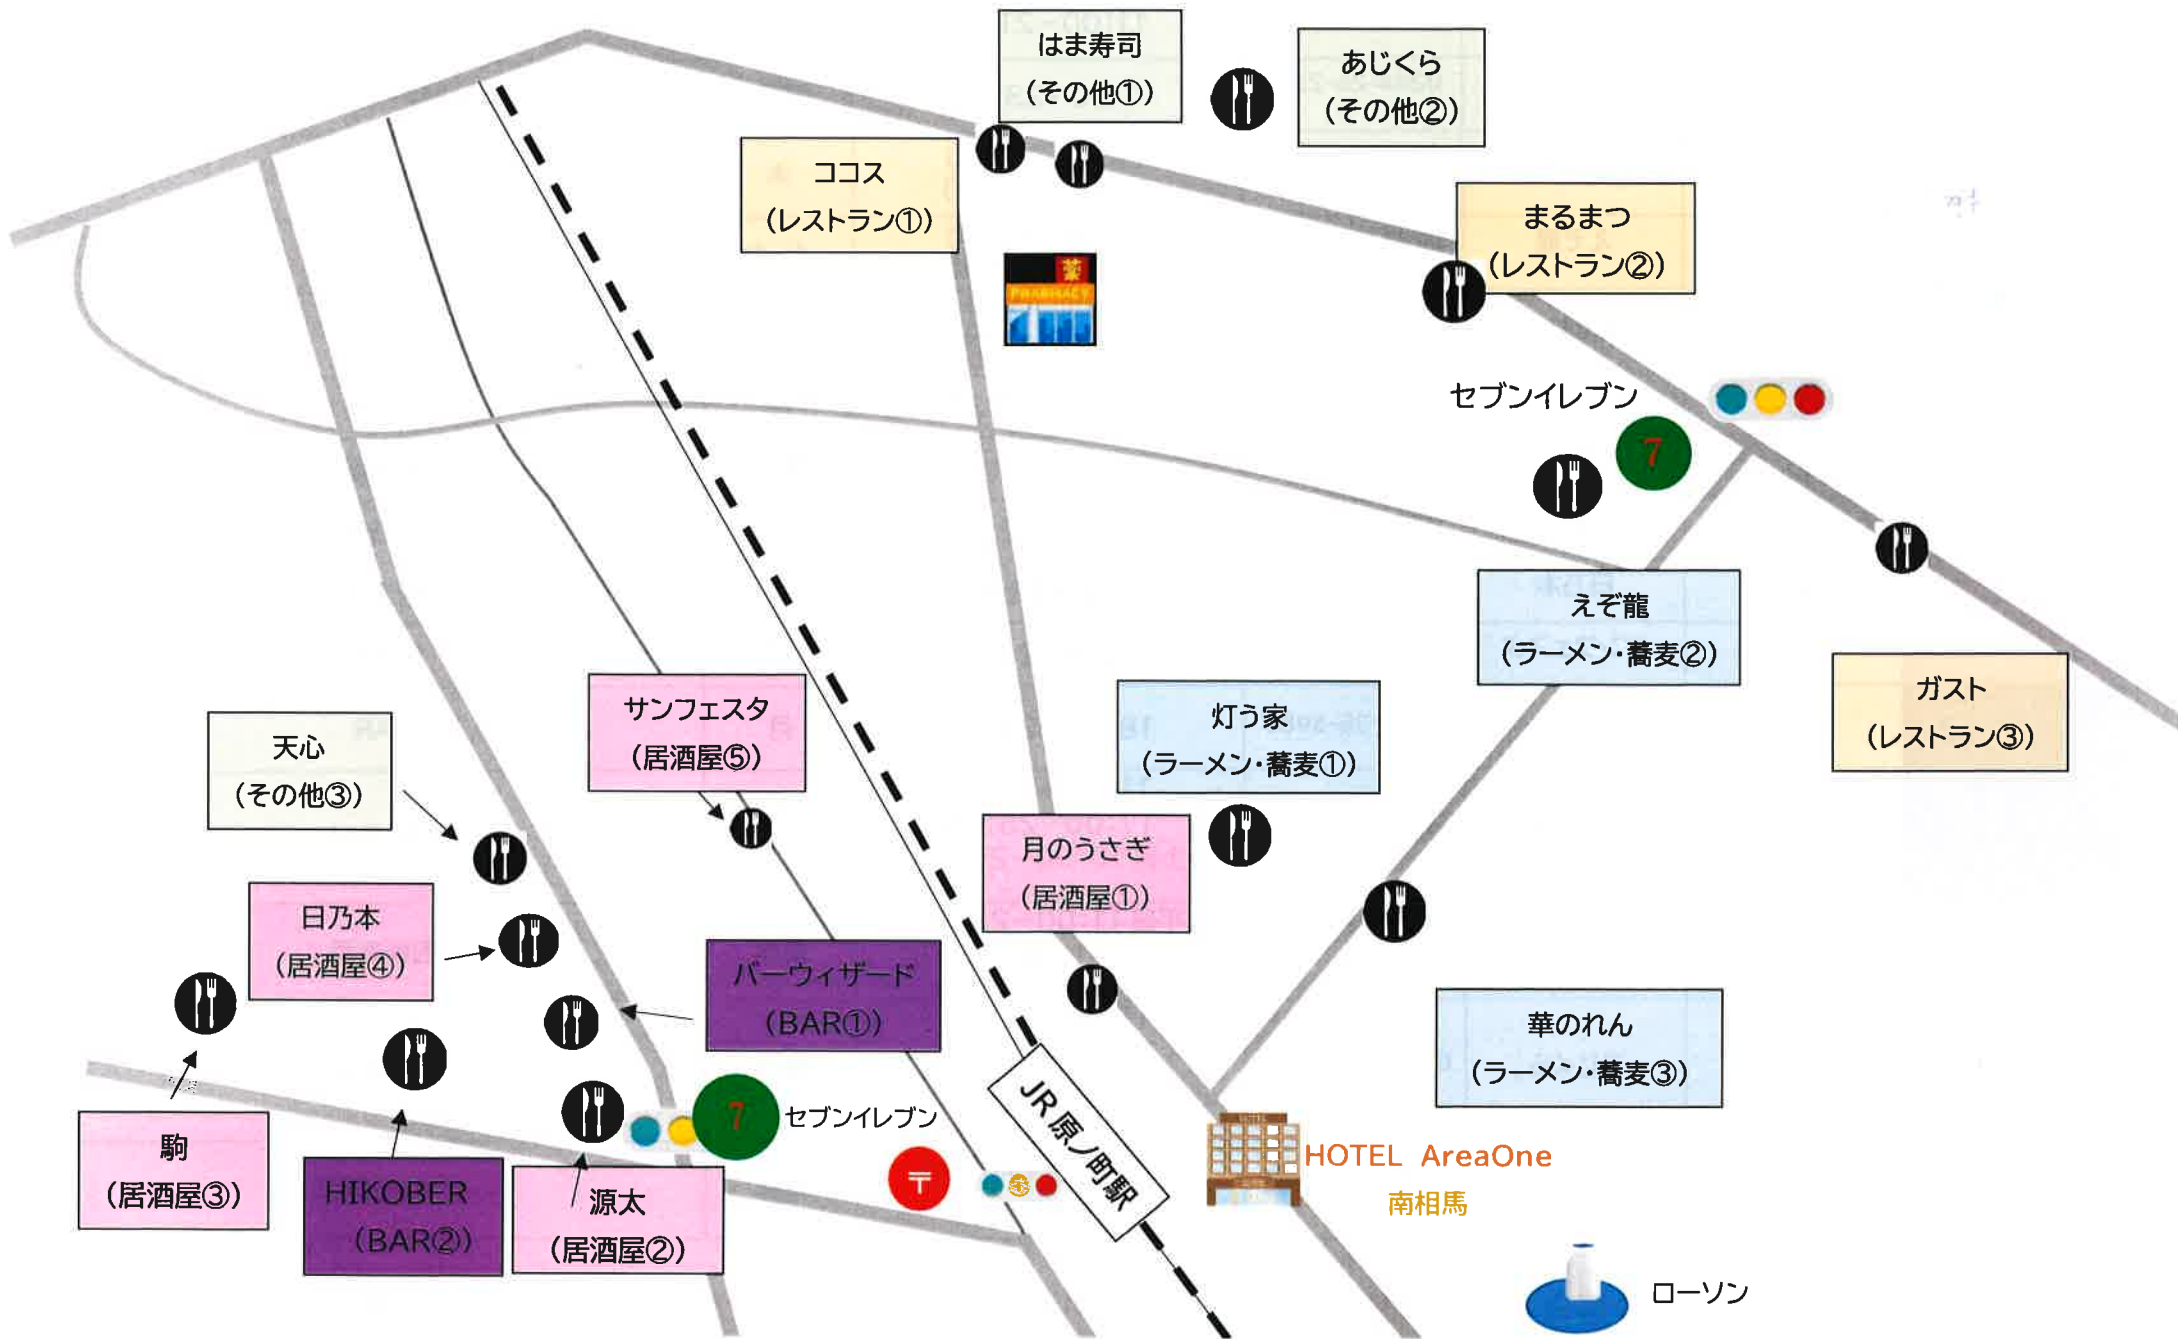 はま寿司
(その他①)
あじくら
(その他②)
ココス
(レストラン①)
まるまつ
(レストラン②)
薬
PHARMACY
セブンイレブン
7
えぞ龍
(ラーメン・蕎麦②)
ガスト
(レストラン③)
サンフェスタ
(居酒屋⑤)
灯う家
(ラーメン・蕎麦①)
天心
(その他③)
月のうさぎ
(居酒屋①)
日乃本
(居酒屋④)
バーウィザード
(BAR①)
華のれん
(ラーメン・蕎麦③)
7
セブンイレブン
JR原ノ町駅
駒
(居酒屋③)
HIKOBER
(BAR②)
源太
(居酒屋②)
〒
HOTEL AreaOne
南相馬
ローソン